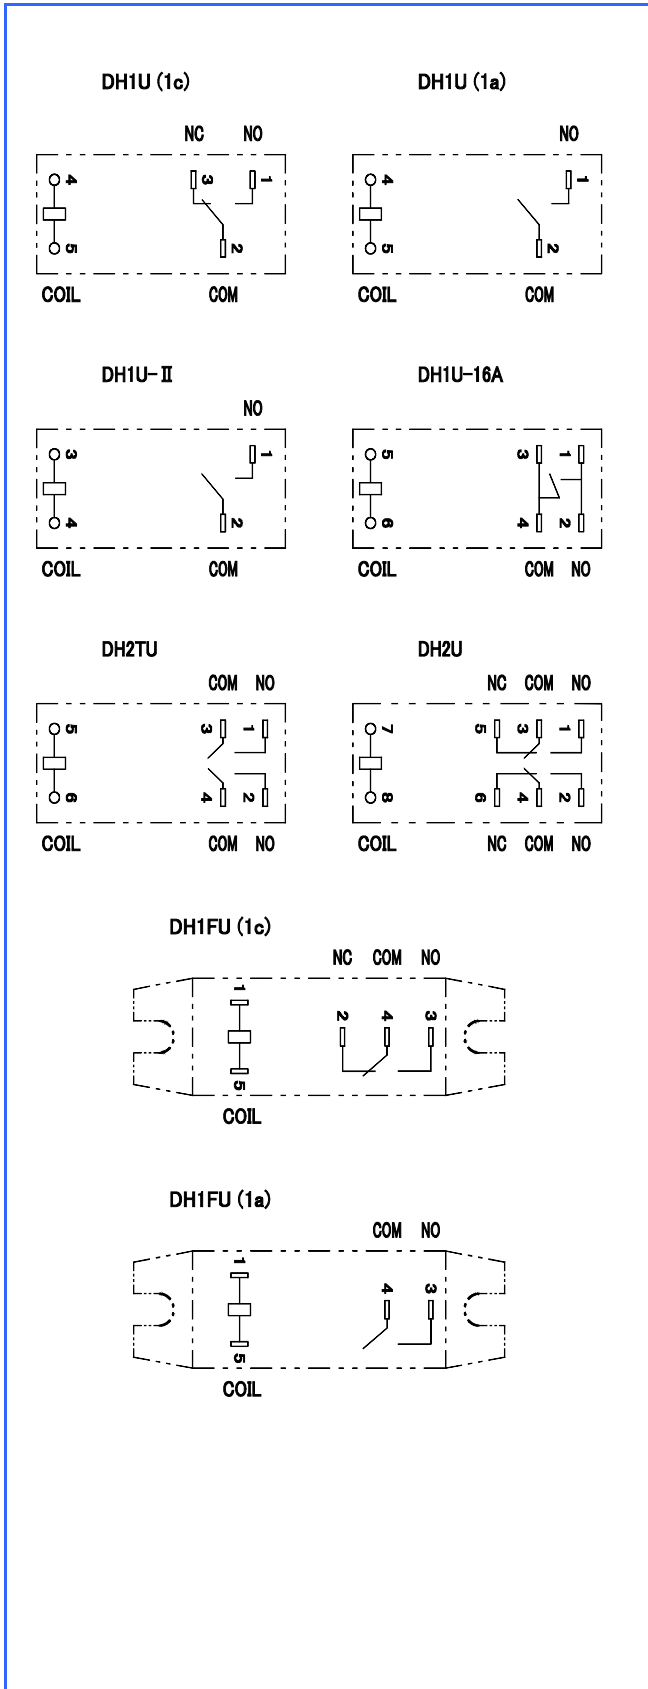 DH1U (1c) DH1U (1a)
NC NO NO
4 3 1 4 1
5 2 5 2
COIL COM COIL COM
DH1U-Ⅱ DH1U-16A
NO
3 1 5 3 1
4 2 6 4 2
COIL COM COIL COM NO
DH2TU DH2U
COM NO NC COM NO
5 3 1 7 5 3 1
6 4 2 8 6 4 2
COIL COM NO COIL NC COM NO
DH1FU (1c)
NC COM NO
1
2 4 3
5
COIL
DH1FU (1a)
COM NO
1
4 3
5
COIL